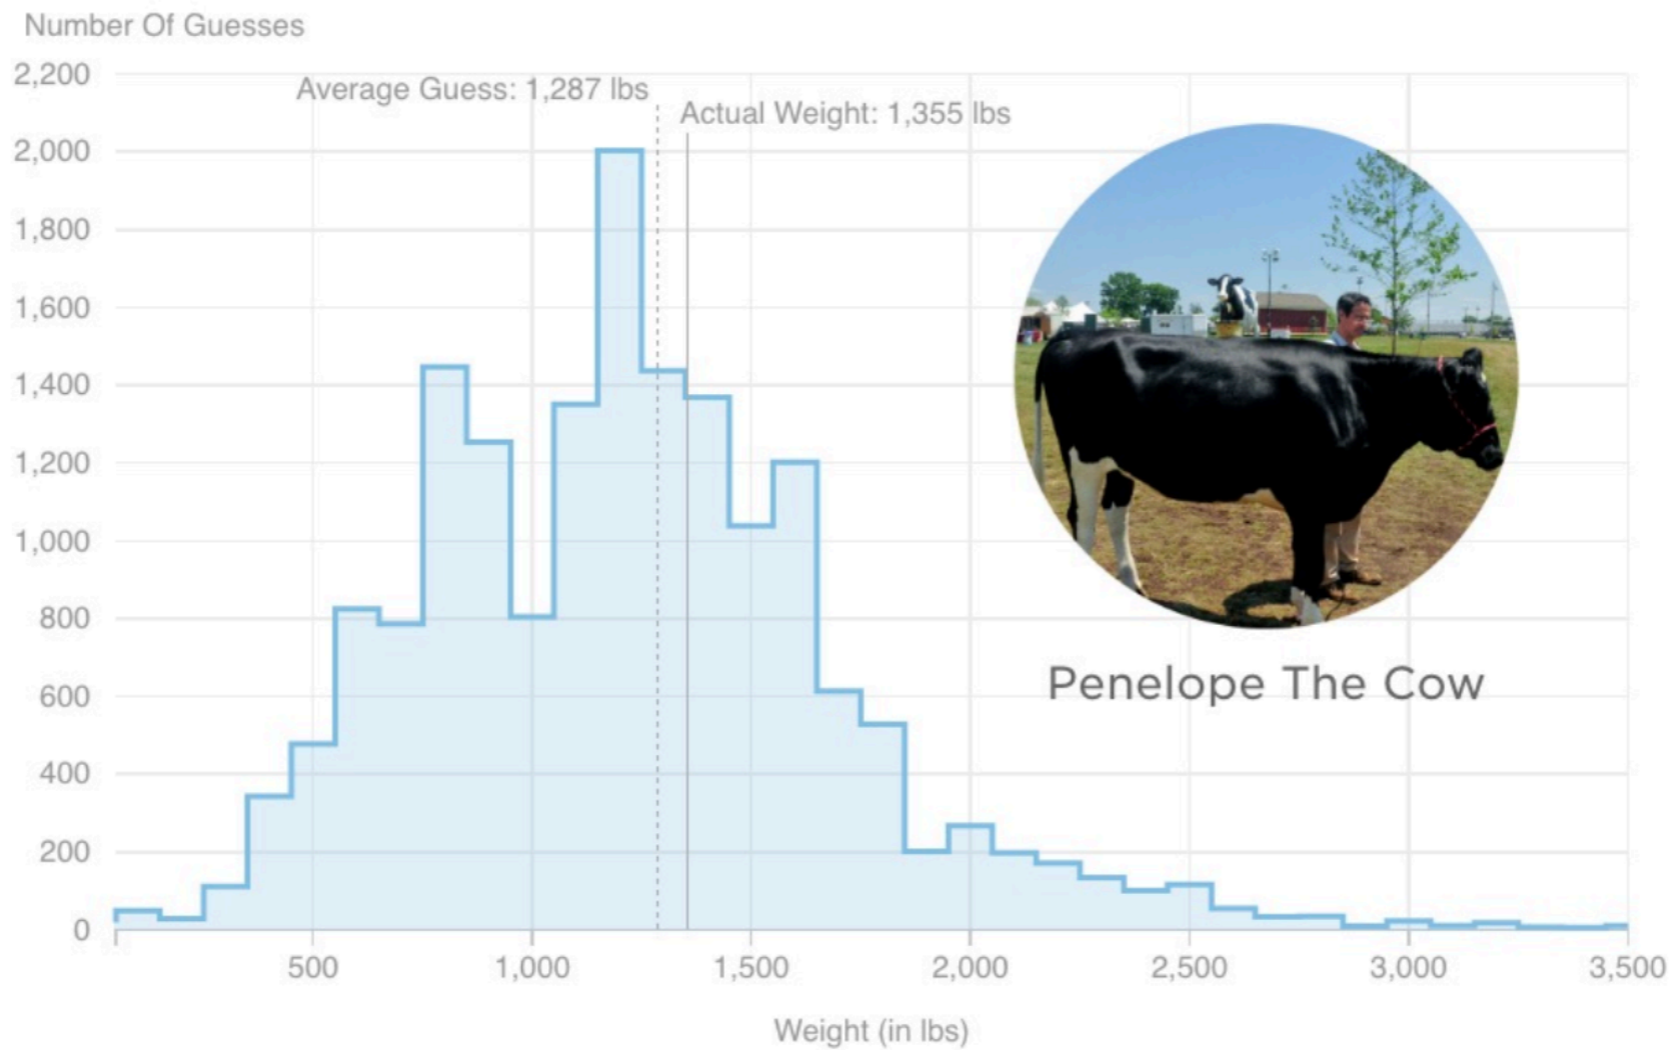 Number Of Guesses
2,200
Average Guess: 1,287 lbs
Actual Weight: 1,355 lbs
2,000
1,800
1,600
1,400
1,200
1,000
800
600
Penelope The Cow
400
200
0
500 1,000 1,500 2,000 2,500 3,000 3,500
Weight (in lbs)